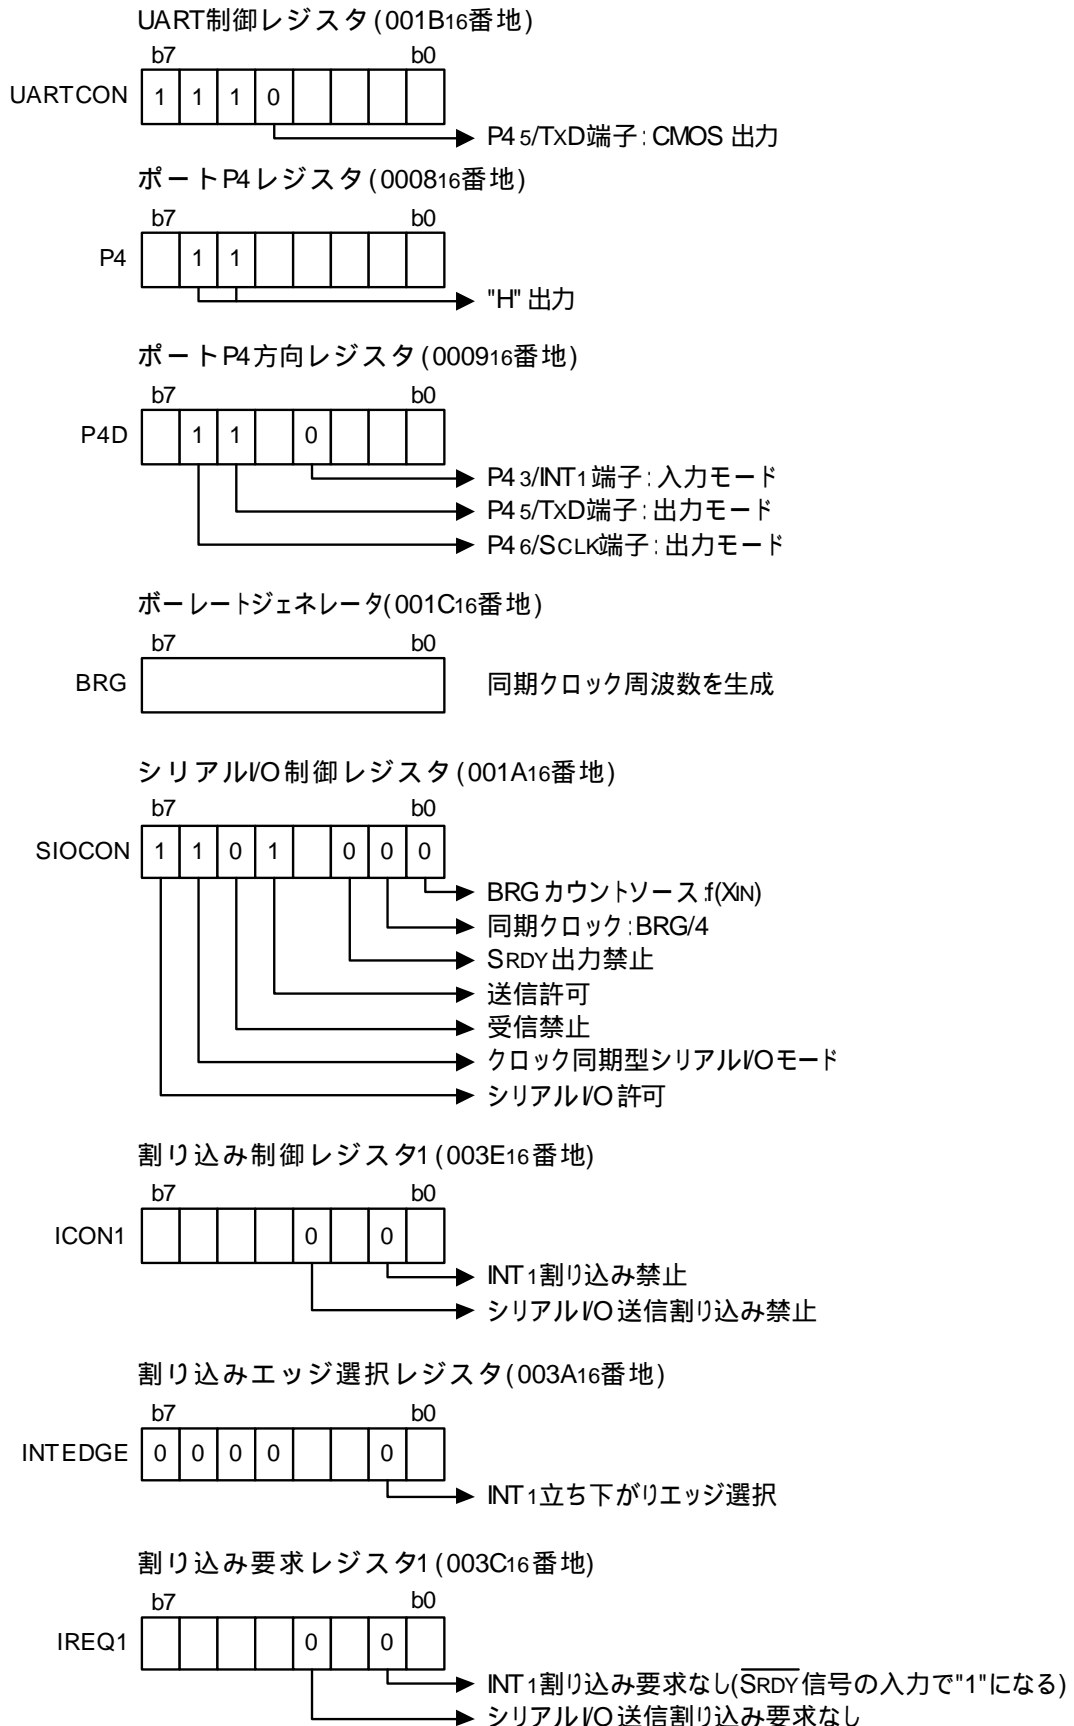 UART制御レジスタ(001B16番地)
b7 b0
UARTCON 1 1 1 0
P45/TXD端子:CMOS 出力
ポートP4レジスタ(000816番地)
b7 b0
P4 1 1
"H" 出力
ポートP4方向レジスタ(000916番地)
b7 b0
P4D 1 1 0
P43/INT1端子:入力モード
P45/TXD端子:出力モード
P46/SCLK端子:出力モード
ボーレートジェネレータ(001C16番地)
b7 b0
BRG 同期クロック周波数を生成
シリアルI/O制御レジスタ(001A16番地)
b7 b0
SIOCON 1 1 0 1 0 0 0
BRGカウントソース:f(XIN)
同期クロック:BRG/4
SRDY出力禁止
送信許可
受信禁止
クロック同期型シリアルI/Oモード
シリアルI/O許可
割り込み制御レジスタ1(003E16番地)
b7 b0
ICON1 0 0
INT1割り込み禁止
シリアルI/O送信割り込み禁止
割り込みエッジ選択レジスタ(003A16番地)
b7 b0
INTEDGE 0 0 0 0 0
INT1立ち下がりエッジ選択
割り込み要求レジスタ1(003C16番地)
b7 b0
IREQ1 0 0
INT1割り込み要求なし(SRDY信号の入力で"1"になる)
シリアルI/O送信割り込み要求なし